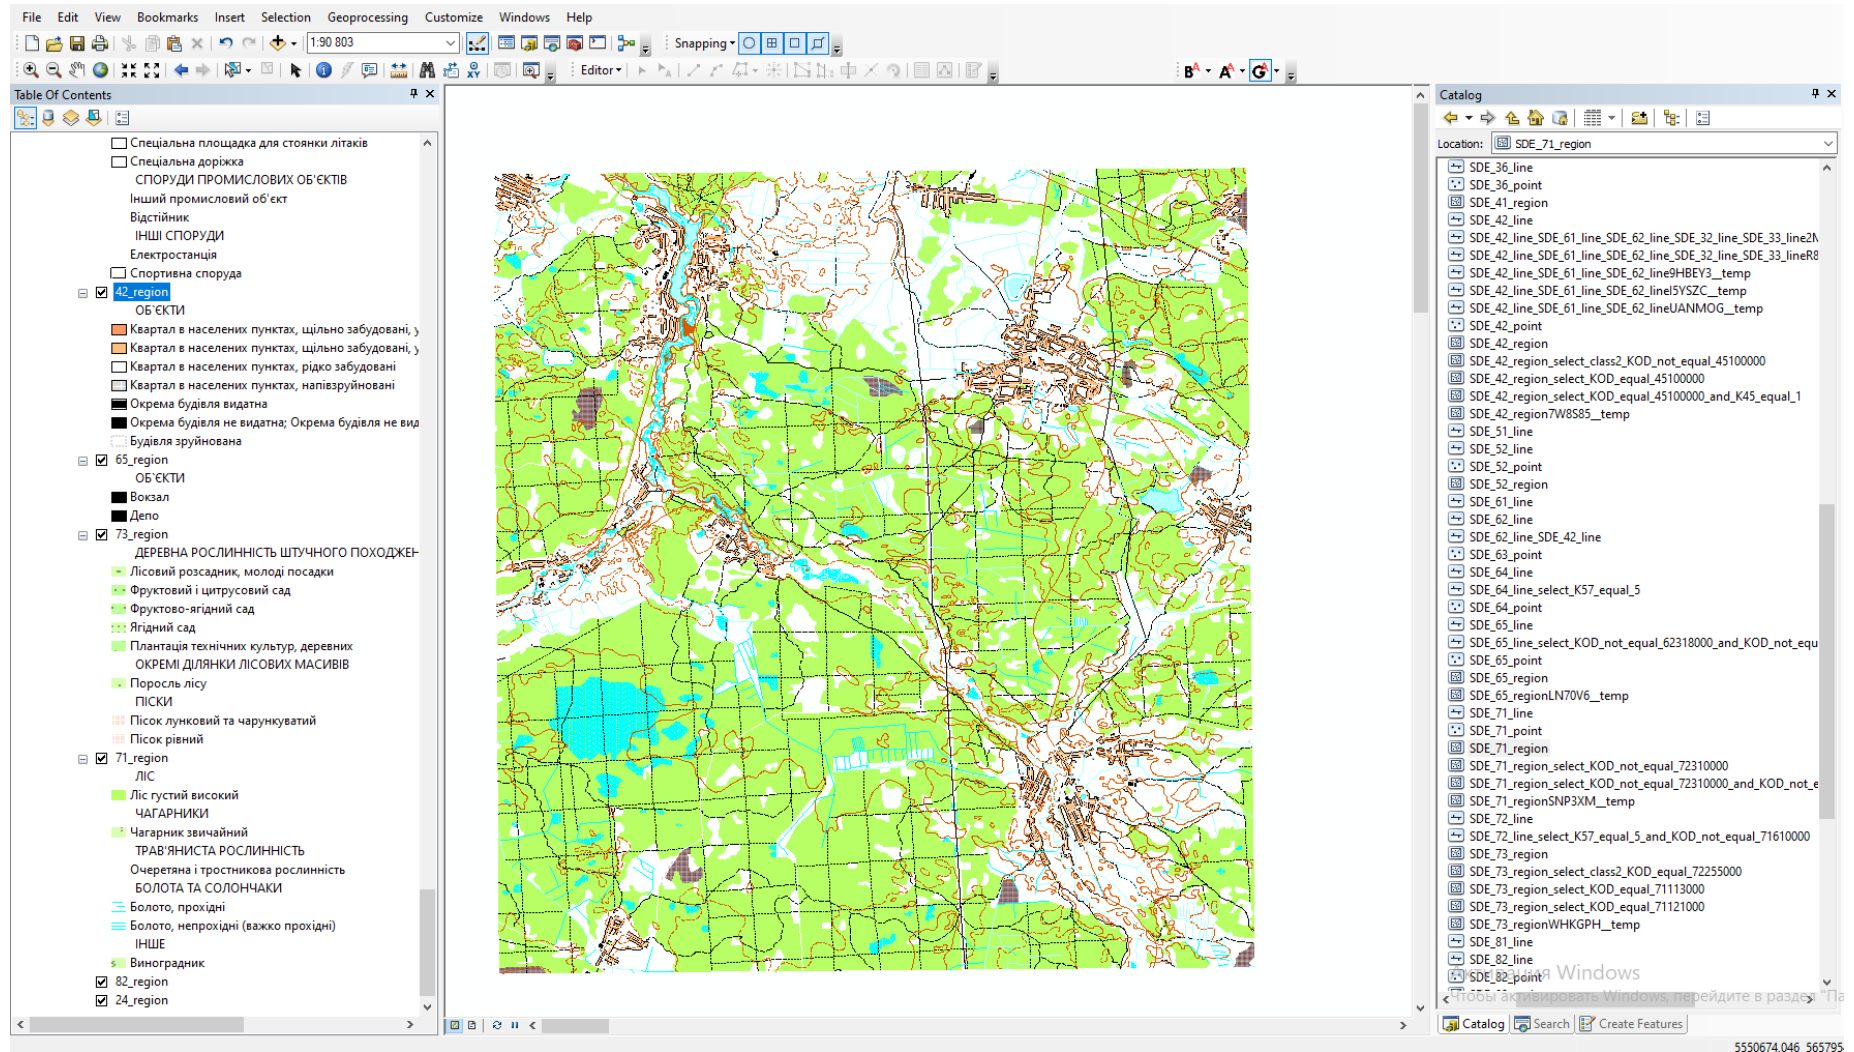 File Edit View Bookmarks Insert Selection Geoprocessing Customize Windows Help
1:90 803
Snapping
Editor
Table Of Contents
Спеціальна площадка для стоянки літаків
Спеціальна доріжка
СПОРУДИ ПРОМИСЛОВИХ ОБ'ЄКТІВ
Інший промисловий об'єкт
Відстійник
ІНШІ СПОРУДИ
Електростанція
Спортивна споруда
42_region
ОБ'ЄКТИ
Квартал в населених пунктах, щільно забудовані, у
Квартал в населених пунктах, щільно забудовані, у
Квартал в населених пунктах, рідко забудовані
Квартал в населених пунктах, напівзруйновані
Окрема будівля видатна
Окрема будівля не видатна; Окрема будівля не вид
Будівля зруйнована
65_region
ОБ'ЄКТИ
Вокзал
Депо
73_region
ДЕРЕВНА РОСЛИННІСТЬ ШТУЧНОГО ПОХОДЖЕН
Лісовий розсадник, молоді посадки
Фруктовий і цитрусовий сад
Фруктово-ягідний сад
Ягідний сад
Плантація технічних культур, деревних
ОКРЕМІ ДІЛЯНКИ ЛІСОВИХ МАСИВІВ
Поросль лісу
ПІСКИ
Пісок лунковий та чарункуватий
Пісок рівний
71_region
ЛІС
Ліс густий високий
ЧАГАРНИКИ
Чагарник звичайний
ТРАВ'ЯНИСТА РОСЛИННІСТЬ
Очеретяна і тростникова рослинність
БОЛОТА ТА СОЛОНЧАКИ
Болото, прохідні
Болото, непрохідні (важко прохідні)
ІНШЕ
Виноградник
82_region
24_region
Catalog
Location: SDE_71_region
SDE_36_line
SDE_36_point
SDE_41_region
SDE_42_line
SDE_42_line_SDE_61_line_SDE_62_line_SDE_32_line_SDE_33_line2N
SDE_42_line_SDE_61_line_SDE_62_line_SDE_32_line_SDE_33_lineR8
SDE_42_line_SDE_61_line_SDE_62_line9HBEY3__temp
SDE_42_line_SDE_61_line_SDE_62_lineI5YSZC__temp
SDE_42_line_SDE_61_line_SDE_62_lineUANMOG__temp
SDE_42_point
SDE_42_region
SDE_42_region_select_class2_KOD_not_equal_45100000
SDE_42_region_select_KOD_equal_45100000
SDE_42_region_select_KOD_equal_45100000_and_K45_equal_1
SDE_42_region7W8S85__temp
SDE_51_line
SDE_52_line
SDE_52_point
SDE_52_region
SDE_61_line
SDE_62_line
SDE_62_line_SDE_42_line
SDE_63_point
SDE_64_line
SDE_64_line_select_K57_equal_5
SDE_64_point
SDE_65_line
SDE_65_line_select_KOD_not_equal_62318000_and_KOD_not_equ
SDE_65_point
SDE_65_region
SDE_65_regionLN70V6__temp
SDE_71_line
SDE_71_point
SDE_71_region
SDE_71_region_select_KOD_not_equal_72310000
SDE_71_region_select_KOD_not_equal_72310000_and_KOD_not_e
SDE_71_regionSNP3XM__temp
SDE_72_line
SDE_72_line_select_K57_equal_5_and_KOD_not_equal_71610000
SDE_73_region
SDE_73_region_select_class2_KOD_equal_72255000
SDE_73_region_select_KOD_equal_71113000
SDE_73_region_select_KOD_equal_71121000
SDE_73_regionWHKGPH__temp
SDE_81_line
SDE_82_line
SDE_82_point
Активация Windows
Чтобы активировать Windows, перейдите в раздел "Па
Catalog Search Create Features
5550674,046 565795